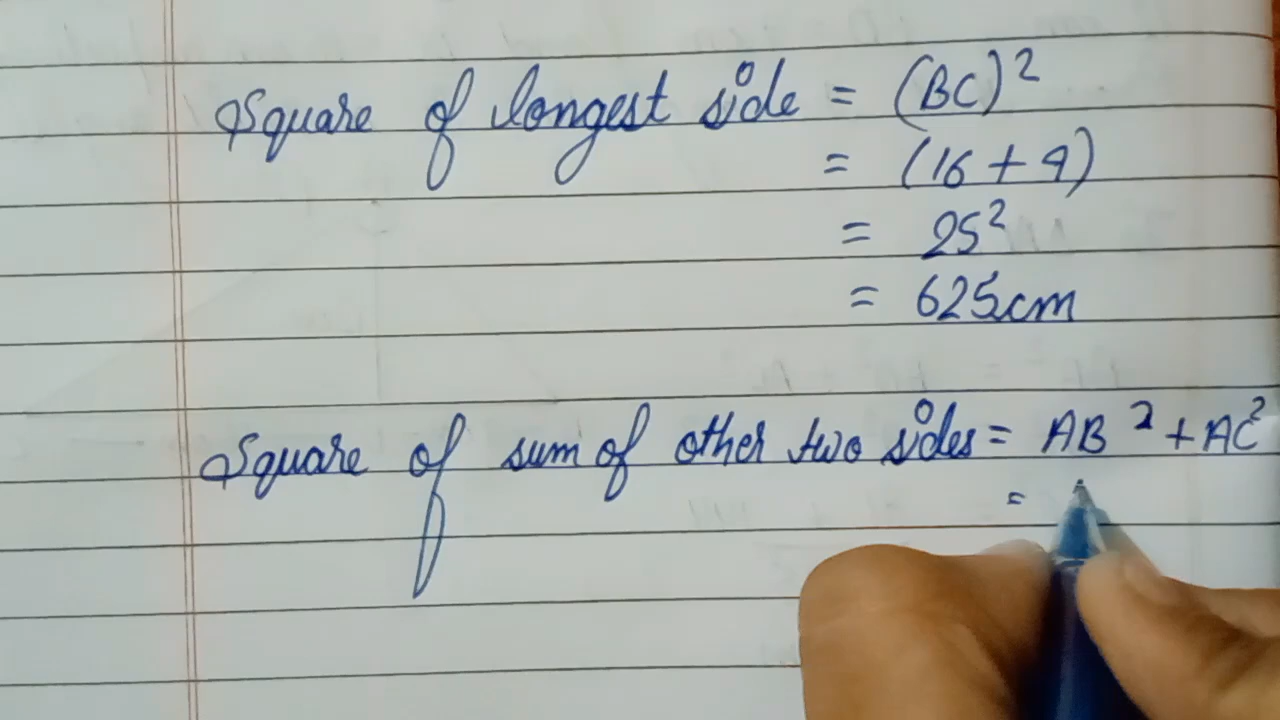 Square of longest side = (BC)²
= (16 + 9)
= 25²
= 625cm
Square of sum of other two sides = AB² + AC²
=